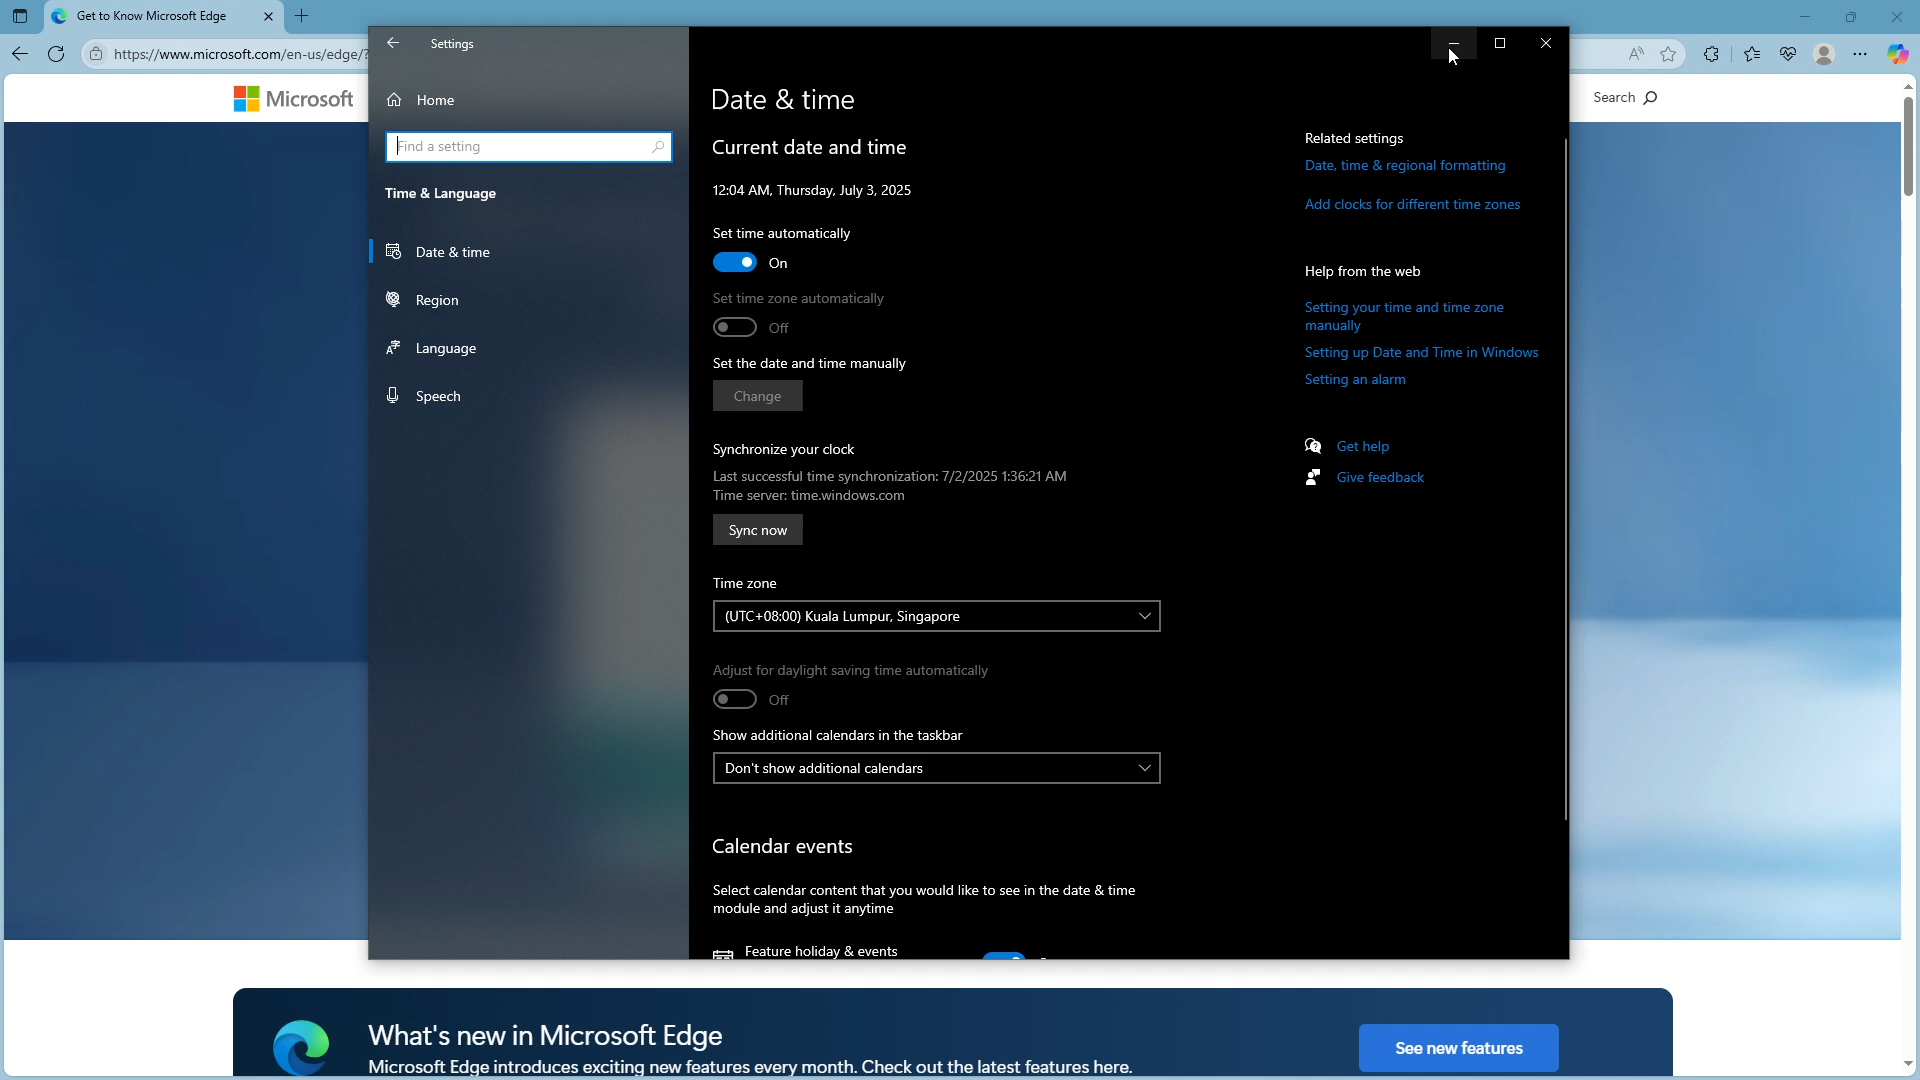 Get to Know Microsoft Edge
https://www.microsoft.com/en-us/edge/?
Microsoft
Search
Settings
Home
Find a setting
Time & Language
Date & time
Region
Language
Speech
Date & time
Current date and time
12:04 AM, Thursday, July 3, 2025
Set time automatically
On
Set time zone automatically
Off
Set the date and time manually
Change
Synchronize your clock
Last successful time synchronization: 7/2/2025 1:36:21 AM
Time server: time.windows.com
Sync now
Time zone
(UTC+08:00) Kuala Lumpur, Singapore
Adjust for daylight saving time automatically
Off
Show additional calendars in the taskbar
Don't show additional calendars
Calendar events
Select calendar content that you would like to see in the date & time
module and adjust it anytime
Feature holiday & events
Related settings
Date, time & regional formatting
Add clocks for different time zones
Help from the web
Setting your time and time zone
manually
Setting up Date and Time in Windows
Setting an alarm
Get help
Give feedback
What's new in Microsoft Edge
Microsoft Edge introduces exciting new features every month. Check out the latest features here.
See new features